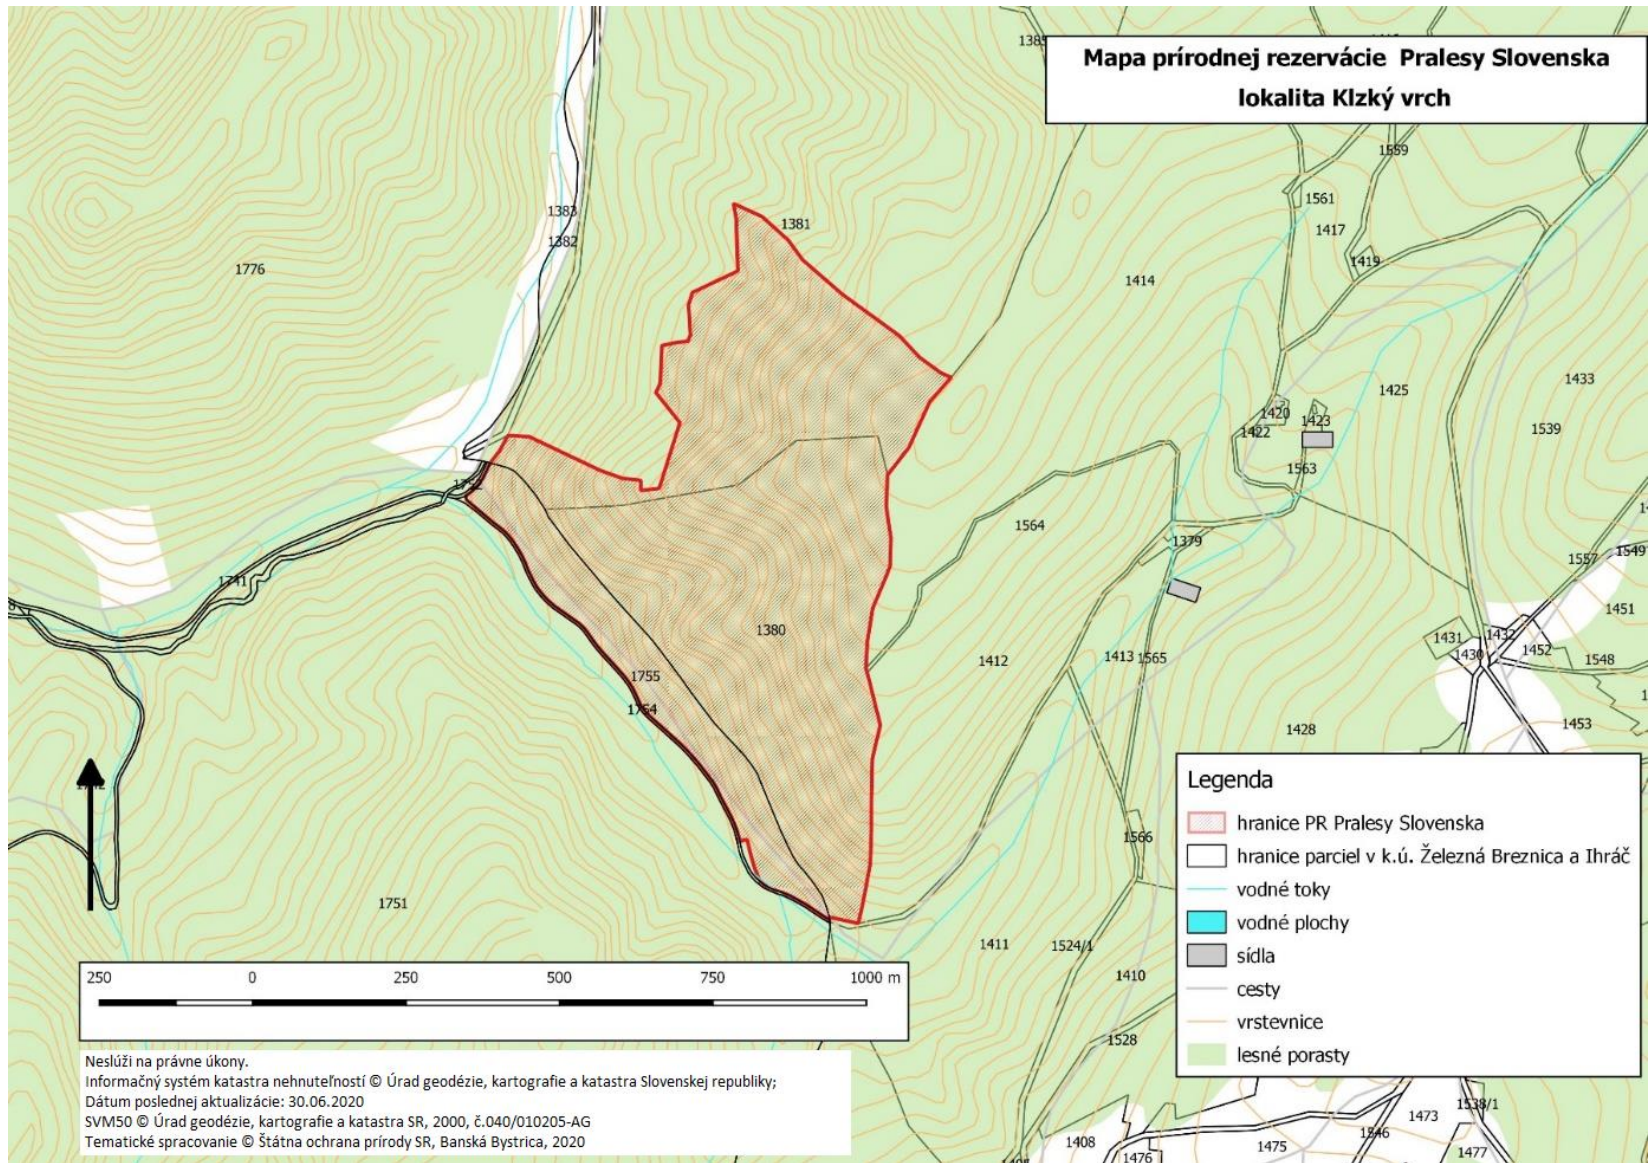 Mapa prírodnej rezervácie Pralesy Slovenska
lokalita Klzký vrch
1559
1561
1383
1381
1417
1382
1419
1776
1414
1433
1425
1420
1423
1422
1539
1563
1564
1379
1557
1549
1741
1451
1380
1431
1432
1452
1430
1412
1413
1565
1548
1755
1754
1453
1428
Legenda
hranice PR Pralesy Slovenska
hranice parciel v k.ú. Železná Breznica a Ihráč
vodné toky
vodné plochy
sídla
cesty
vrstevnice
lesné porasty
1566
1751
1411
1524/1
1410
250 0 250 500 750 1000 m
1528
Neslúži na právne úkony.
Informačný systém katastra nehnuteľností © Úrad geodézie, kartografie a katastra Slovenskej republiky;
Dátum poslednej aktualizácie: 30.06.2020
SVM50 © Úrad geodézie, kartografie a katastra SR, 2000, č.040/010205-AG
Tematické spracovanie © Štátna ochrana prírody SR, Banská Bystrica, 2020
1538/1
1473
1546
1408
1475
1476
1477